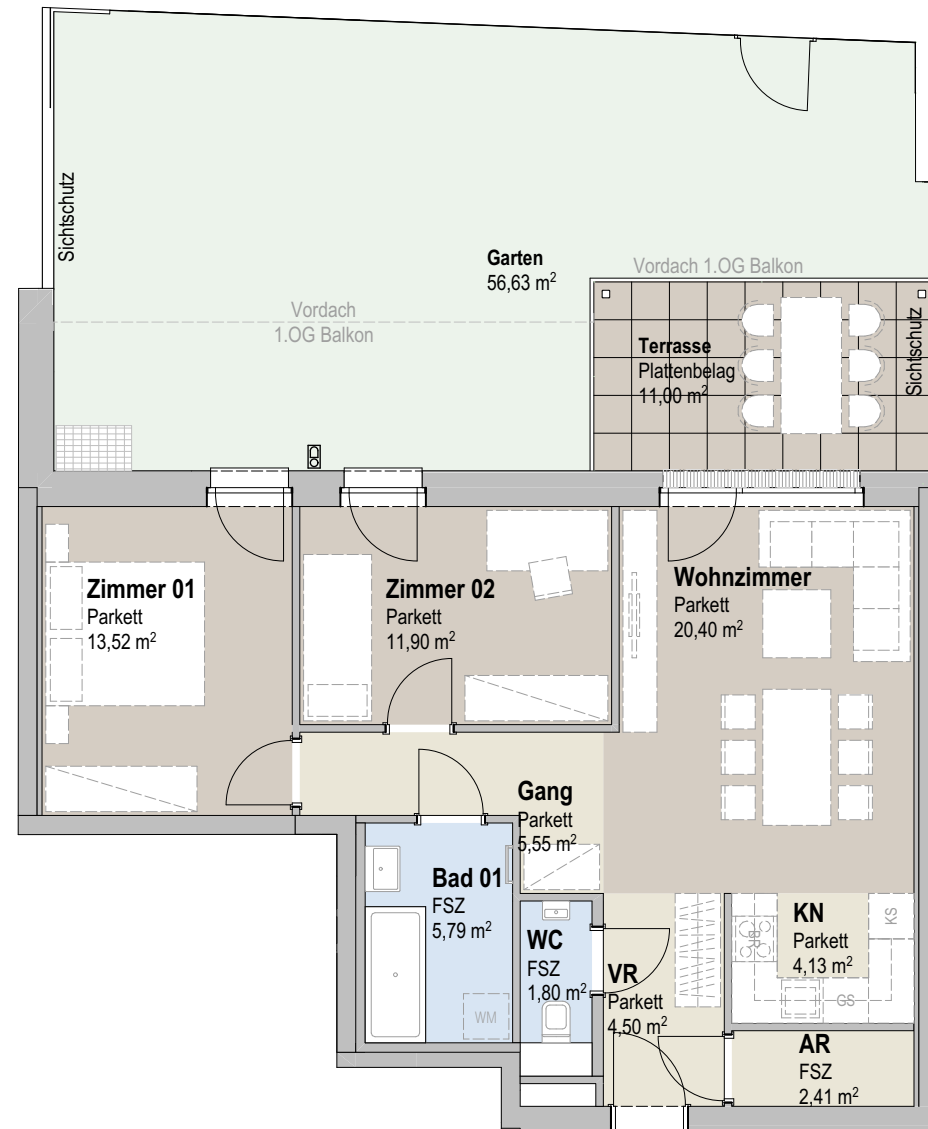 Sichtschutz
Garten
56,63 m²
Vordach 1.OG Balkon
Vordach
1.OG Balkon
Terrasse
Plattenbelag
11,00 m²
Sichtschutz
Zimmer 01
Parkett
13,52 m²
Zimmer 02
Parkett
11,90 m²
Wohnzimmer
Parkett
20,40 m²
Gang
Parkett
5,55 m²
Bad 01
FSZ
5,79 m²
WM
WC
FSZ
1,80 m²
VR
Parkett
4,50 m²
KN
Parkett
4,13 m²
KS
BR
GS
AR
FSZ
2,41 m²